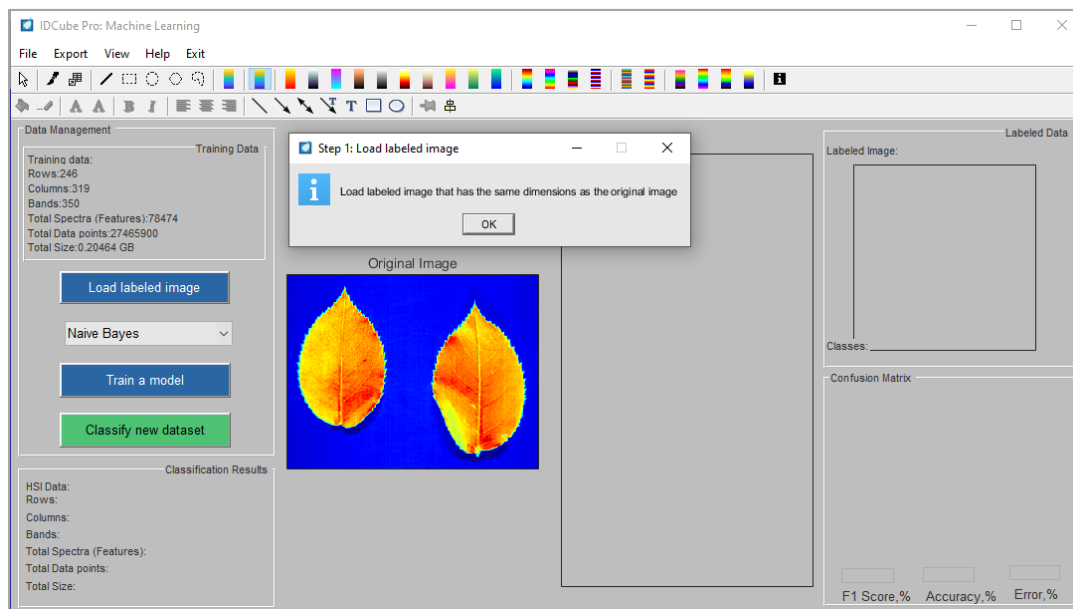 IDCube Pro: Machine Learning
File Export View Help Exit
Data Management
Training Data
Training data:
Rows:246
Columns:319
Bands:350
Total Spectra (Features):78474
Total Data points:27465900
Total Size:0.20464 GB
Load labeled image
Naive Bayes
Train a model
Classify new dataset
Classification Results
HSI Data:
Rows:
Columns:
Bands:
Total Spectra (Features):
Total Data points:
Total Size:
Step 1: Load labeled image
Load labeled image that has the same dimensions as the original image
OK
Original Image
Labeled Data
Labeled Image:
Classes:
Confusion Matrix
F1 Score,% Accuracy,% Error,%